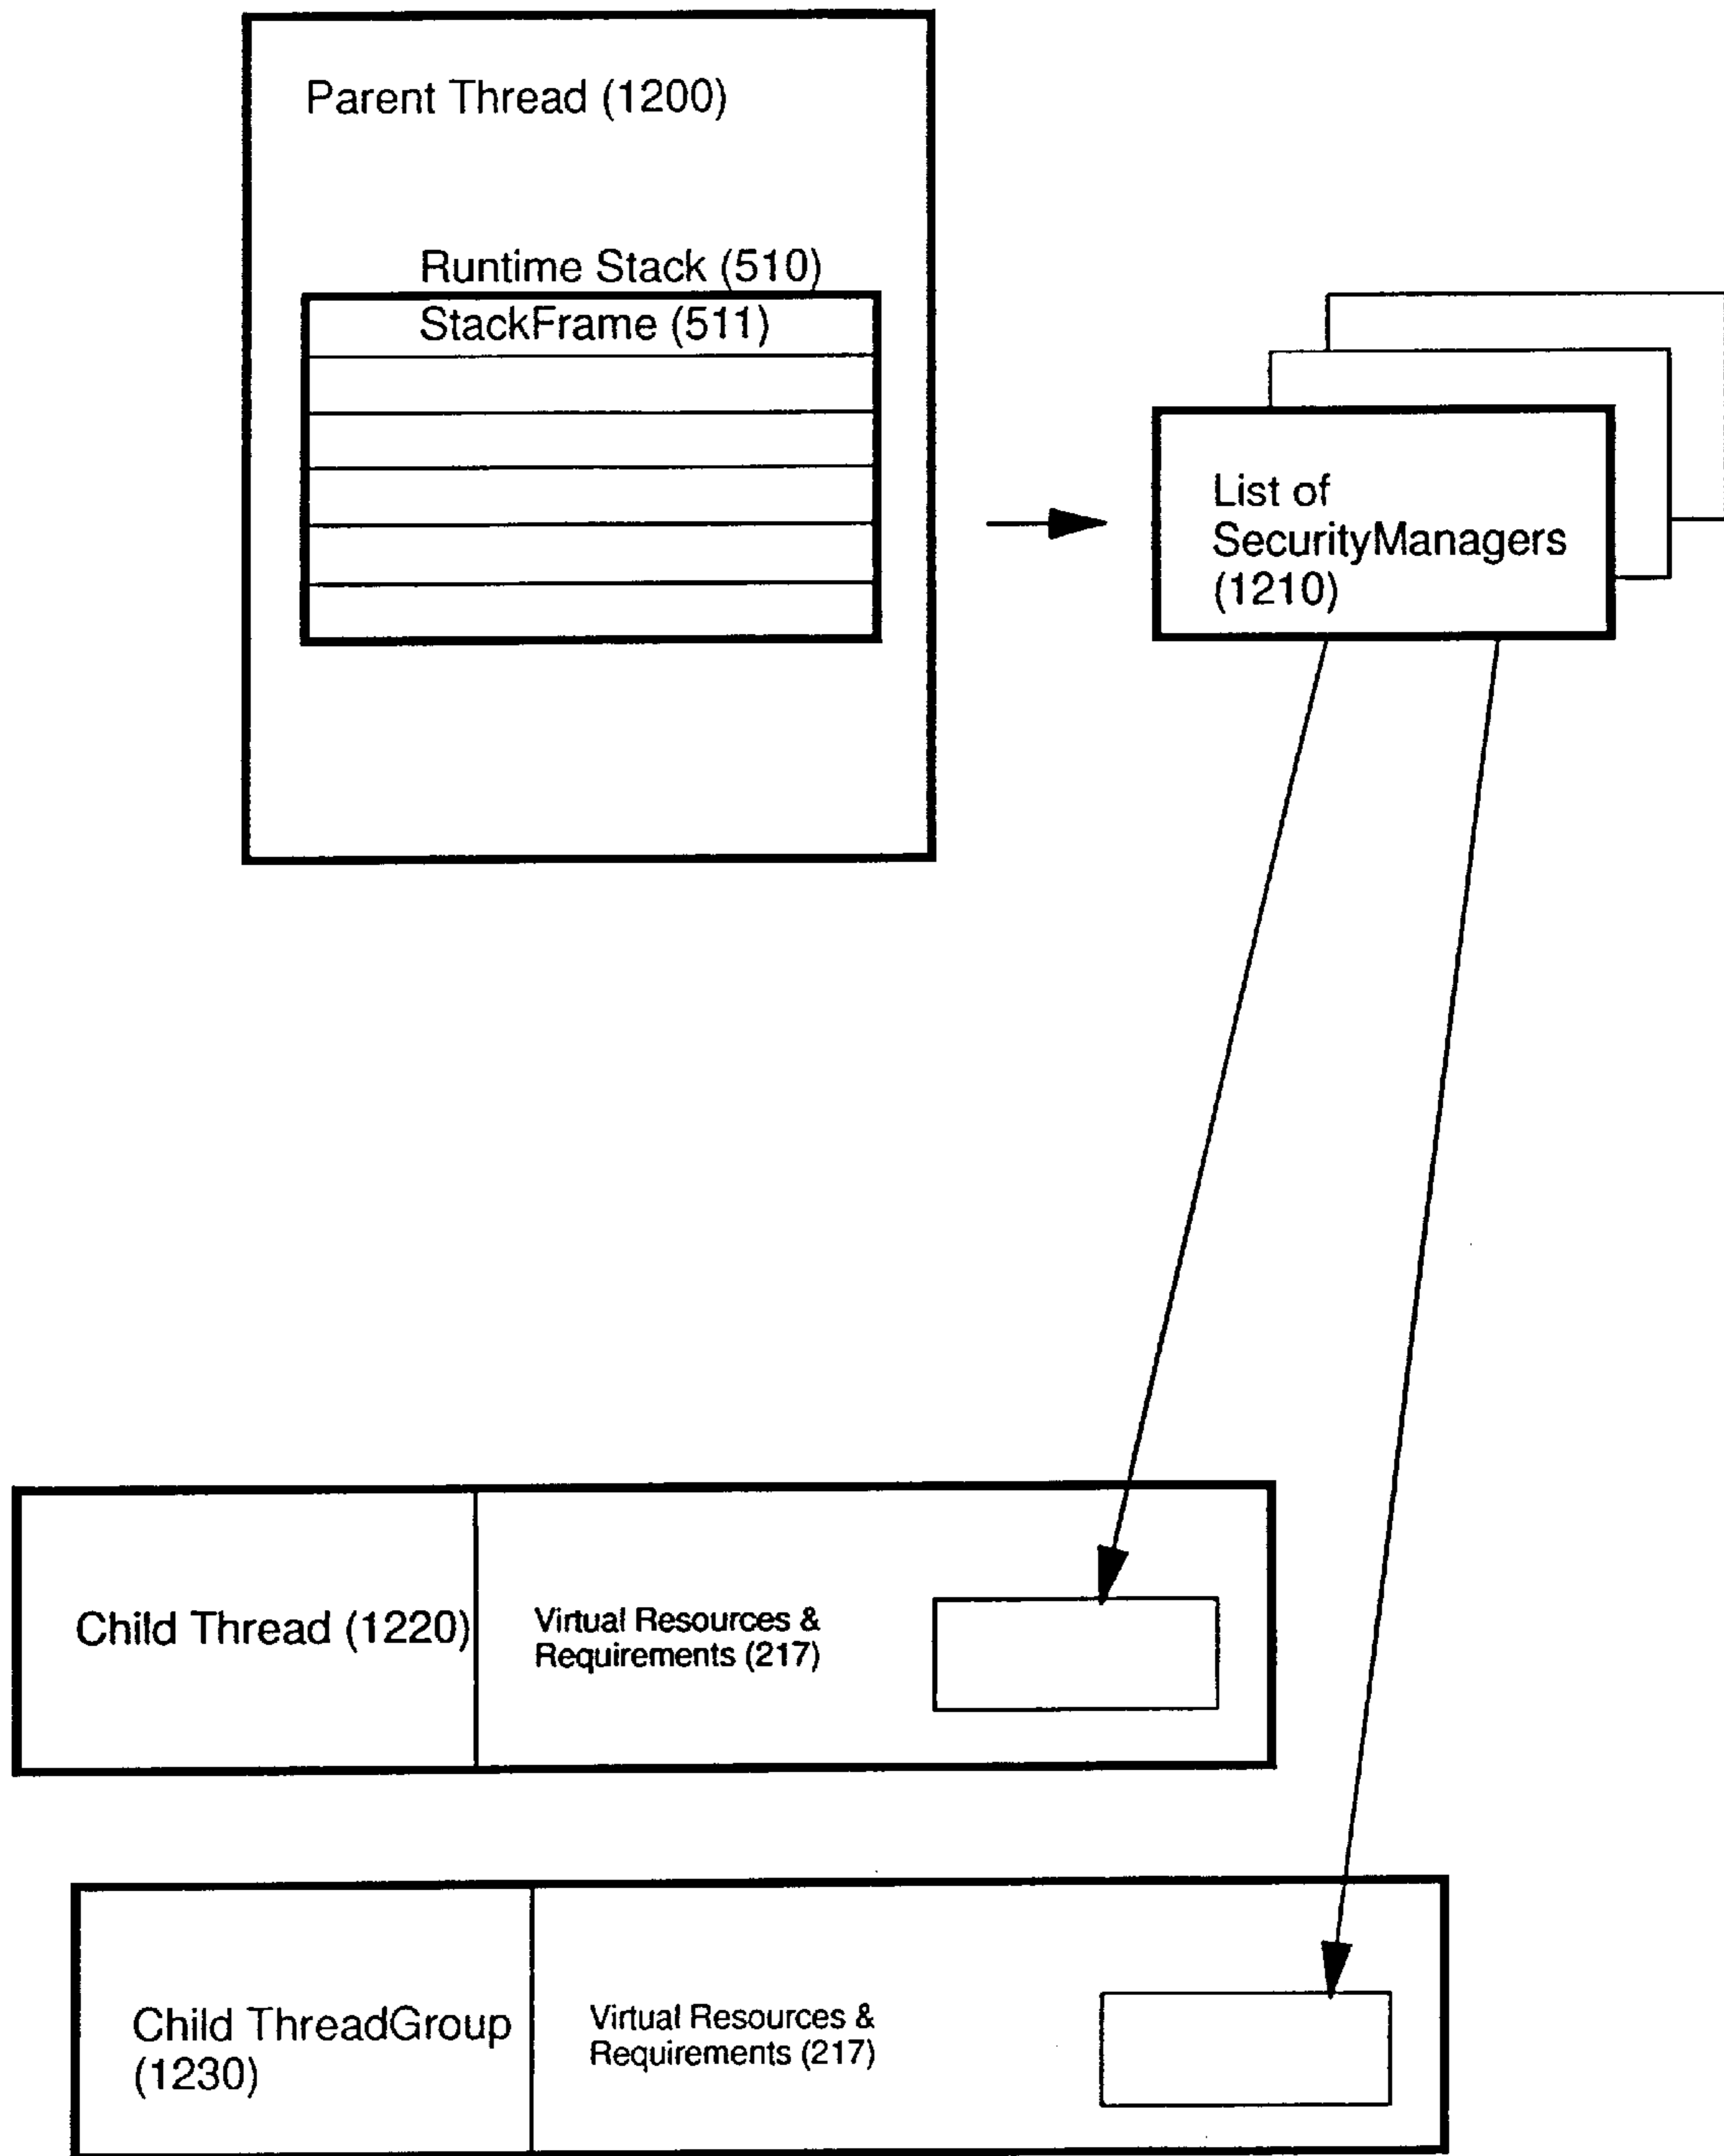 Parent Thread (1200)
Runtime Stack (510)
StackFrame (511)
List of
SecurityManagers
(1210)
Child Thread (1220)
Virtual Resources &
Requirements (217)
Child ThreadGroup
(1230)
Virtual Resources &
Requirements (217)